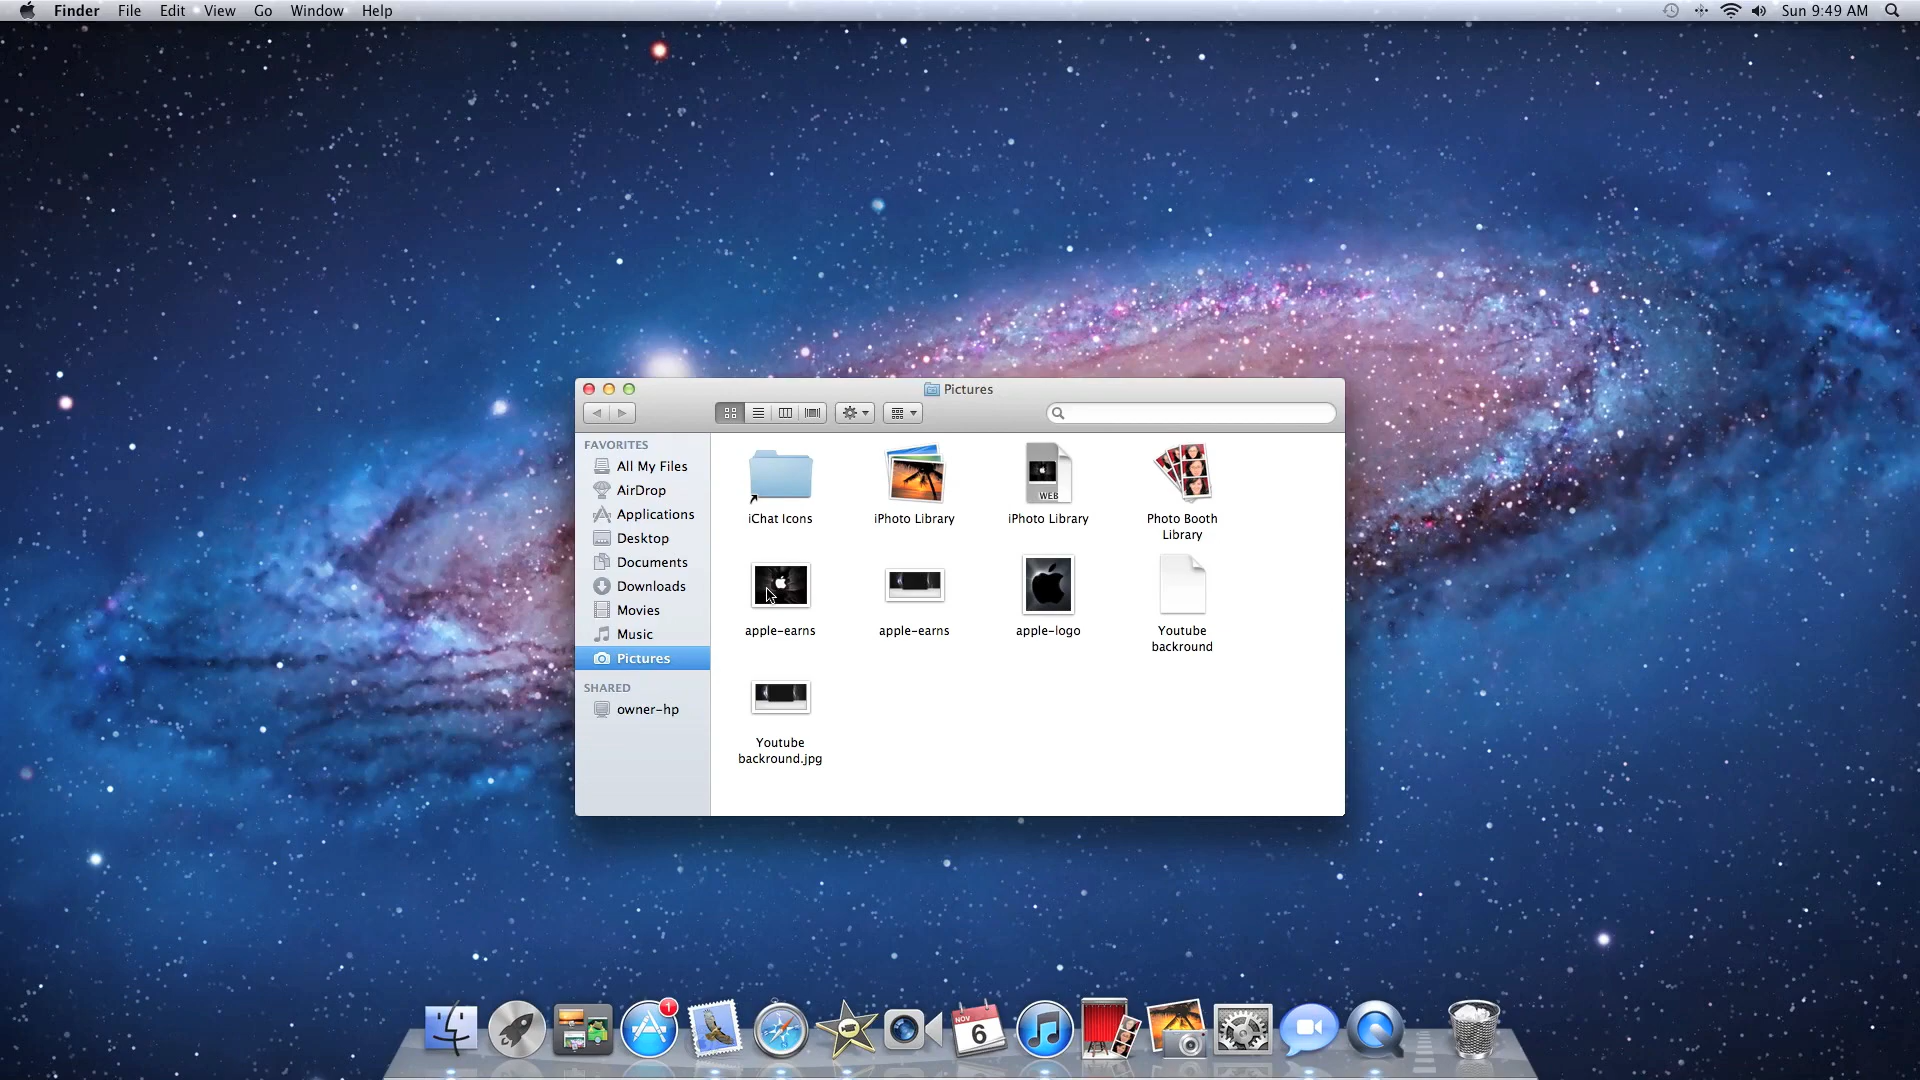 Finder File Edit View Go Window Help
Sun 9:49 AM
Pictures
FAVORITES
All My Files
AirDrop
Applications
Desktop
Documents
Downloads
Movies
Music
Pictures
SHARED
owner-hp
iChat Icons
iPhoto Library
WEB
iPhoto Library
Photo Booth
Library
apple-earns
apple-earns
apple-logo
Youtube
backround
Youtube
backround.jpg
1
NOV
6